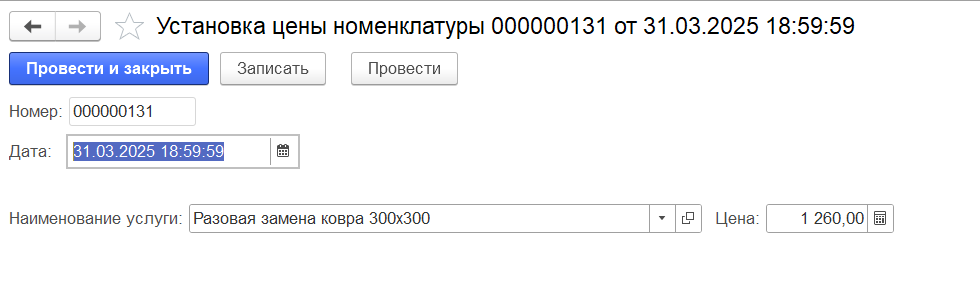 Установка цены номенклатуры 000000131 от 31.03.2025 18:59:59
Провести и закрыть Записать Провести
Номер: 000000131
Дата: 31.03.2025 18:59:59
Наименование услуги: Разовая замена ковра 300х300 Цена: 1 260,00